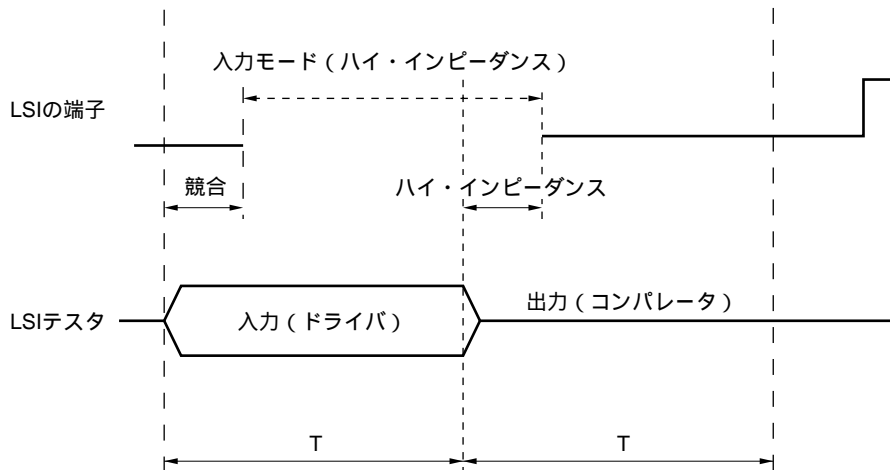 入力モード（ハイ・インピーダンス）
LSIの端子
競合
ハイ・インピーダンス
出力（コンパレータ）
LSIテスタ
入力（ドライバ）
T
T